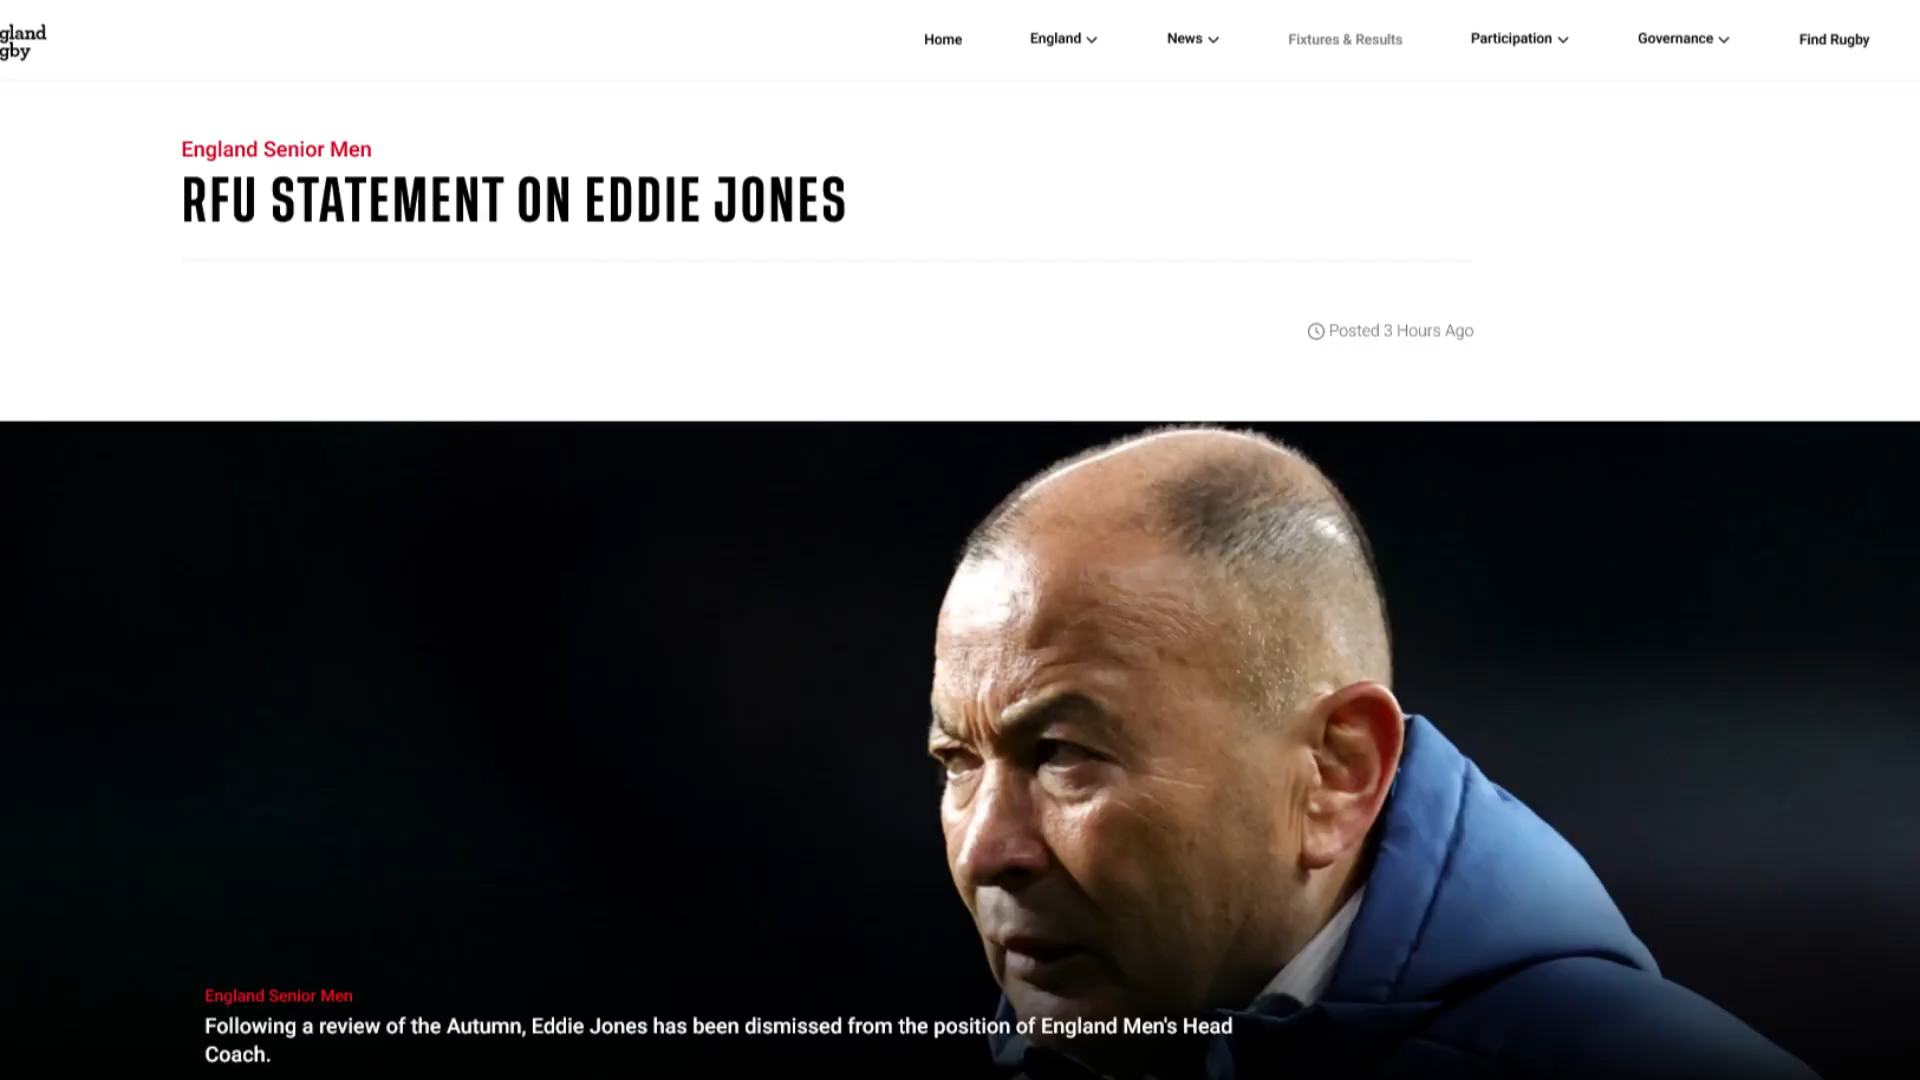 gland
gby
Home England News Fixtures & Results Participation Governance Find Rugby
England Senior Men
RFU STATEMENT ON EDDIE JONES
Posted 3 Hours Ago
England Senior Men
Following a review of the Autumn, Eddie Jones has been dismissed from the position of England Men's Head
Coach.